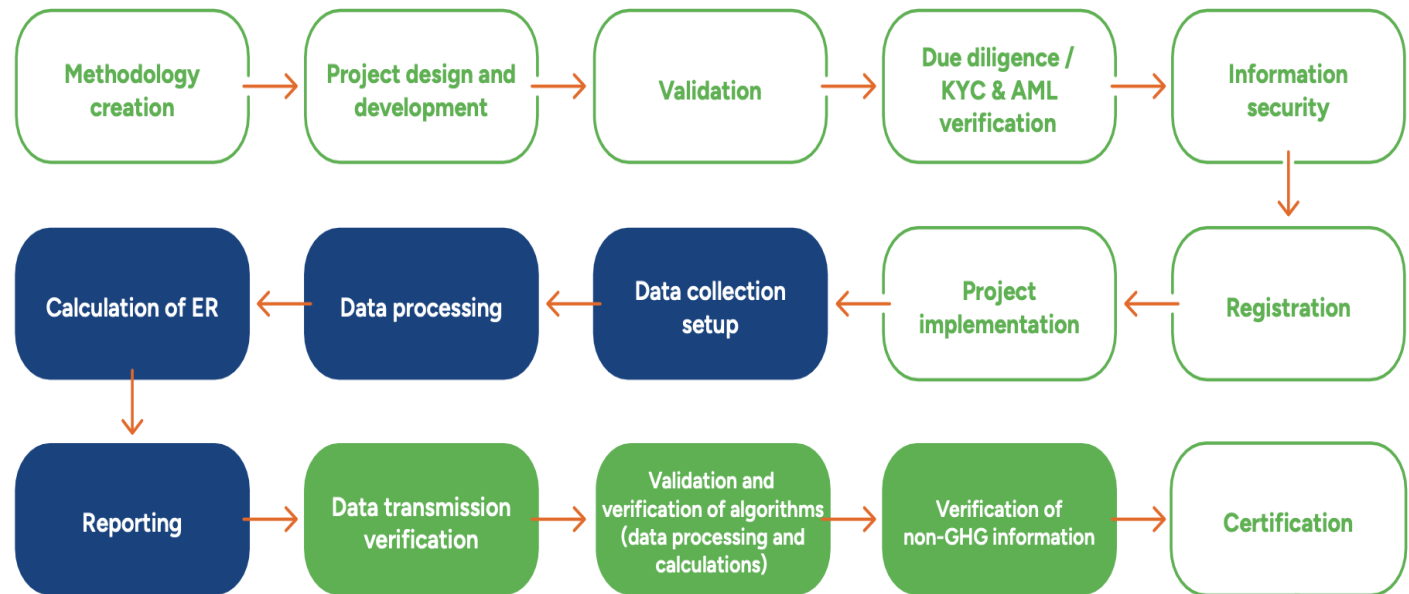 Methodology
creation
Project design and
development
Validation
Due diligence /
KYC & AML
verification
Information
security
Registration
Project
implementation
Data collection
setup
Data processing
Calculation of ER
Reporting
Data transmission
verification
Validation and
verification of algorithms
(data processing and
calculations)
Verification of
non-GHG information
Certification